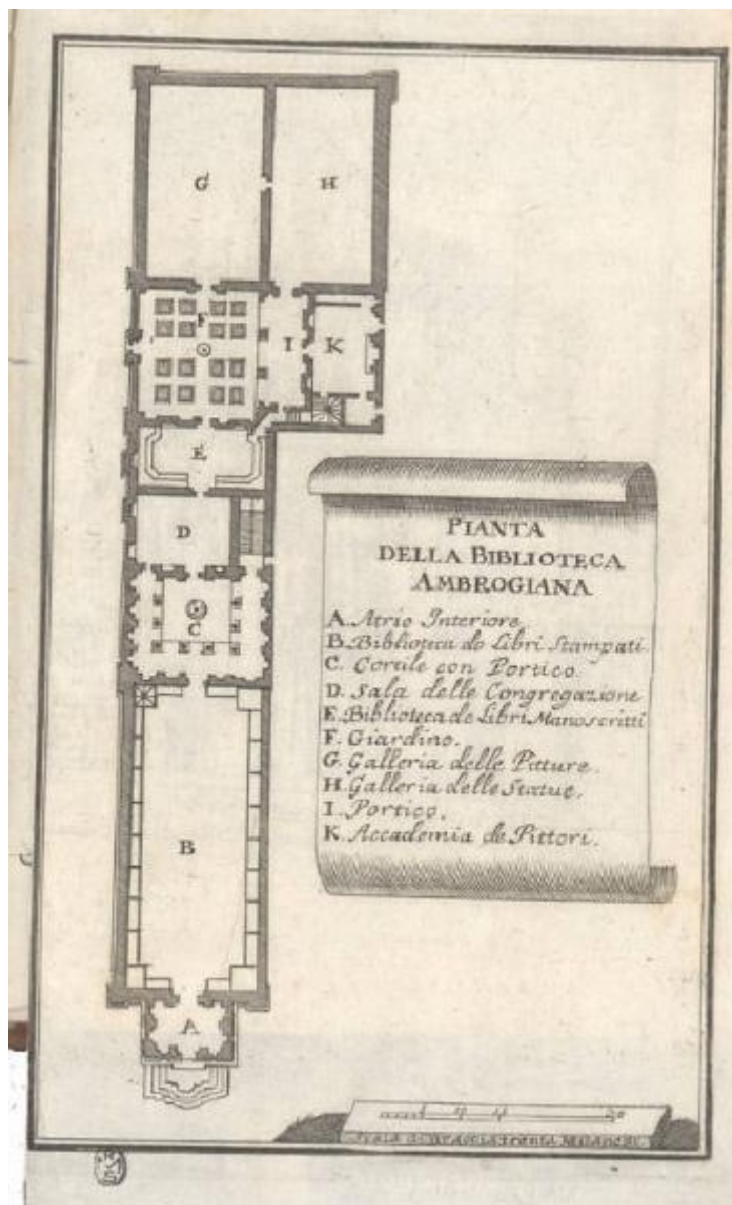 G
H
F
I
K
E
D
C
B
A
PIANTA
DELLA BIBLIOTECA
AMBROGIANA
A. Atrio Interiore.
B. Biblioteca de Libri Stampati.
C. Cortile con Portico.
D. Sala delle Congregazione
E. Biblioteca de Libri Manoscritti
F. Giardino.
G. Galleria delle Pitture.
H. Galleria delle Statue.
I. Portico.
K. Accademia de Pittori.